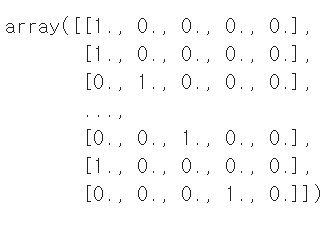 array([[1., 0., 0., 0., 0.],
       [1., 0., 0., 0., 0.],
       [0., 1., 0., 0., 0.],
       ...,
       [0., 0., 1., 0., 0.],
       [1., 0., 0., 0., 0.],
       [0., 0., 0., 1., 0.]])